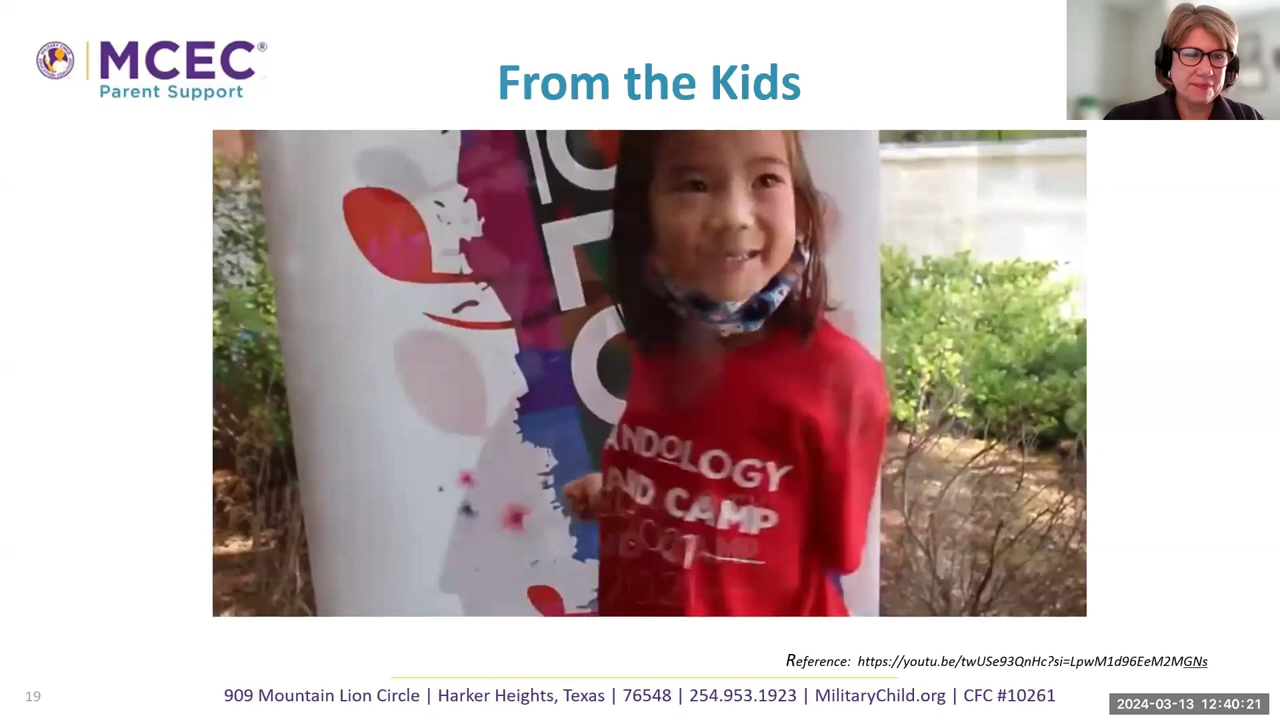 MCEC®
Parent Support
From the Kids
ANDOLOGY
AND CAMP
2021
Reference: https://youtu.be/twUSe93QnHc?si=LpwM1d96EeM2MGNs
19
909 Mountain Lion Circle | Harker Heights, Texas | 76548 | 254.953.1923 | MilitaryChild.org | CFC #10261
2024-03-13 12:40:21